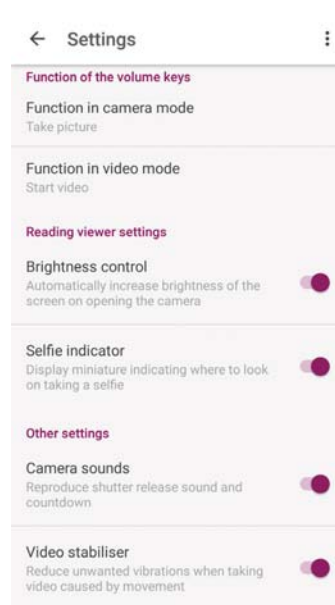 Settings
Function of the volume keys
Function in camera mode
Take picture
Function in video mode
Start video
Reading viewer settings
Brightness control
Automatically increase brightness of the
screen on opening the camera
Selfie indicator
Display miniature indicating where to look
on taking a selfie
Other settings
Camera sounds
Reproduce shutter release sound and
countdown
Video stabiliser
Reduce unwanted vibrations when taking
video caused by movement